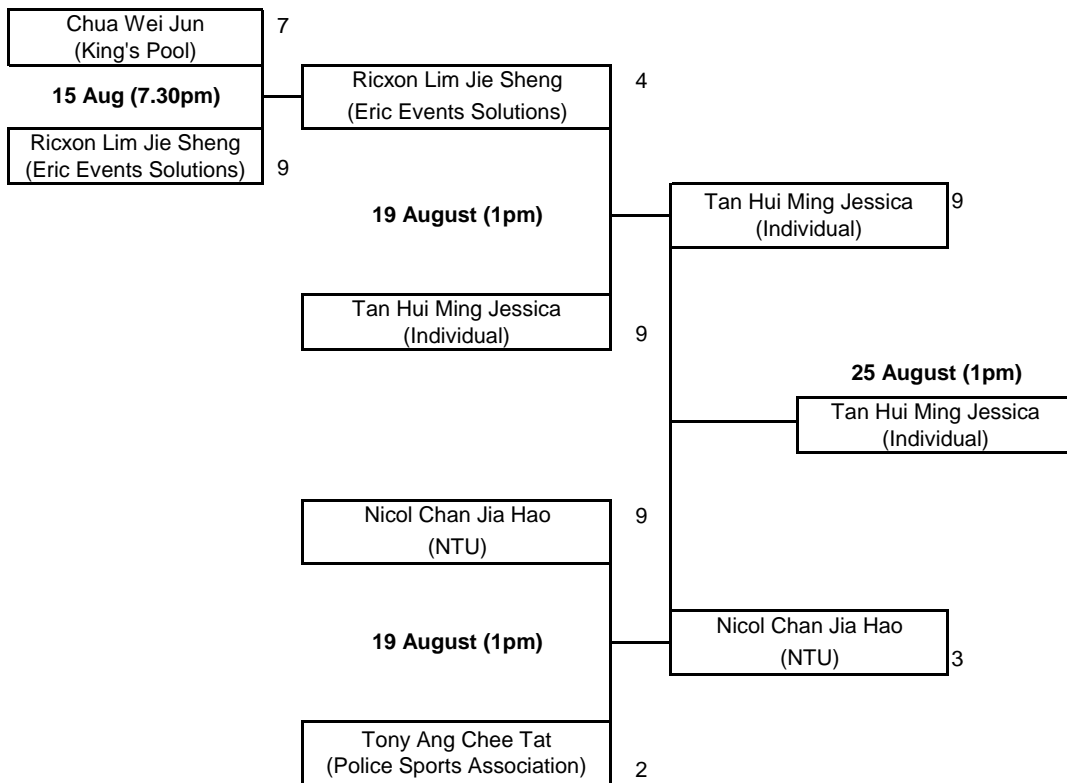 Chua Wei Jun
(King's Pool)
7
15 Aug (7.30pm)
Ricxon Lim Jie Sheng
(Eric Events Solutions)
9
Ricxon Lim Jie Sheng
(Eric Events Solutions)
4
19 August (1pm)
Tan Hui Ming Jessica
(Individual)
9
Tan Hui Ming Jessica
(Individual)
9
25 August (1pm)
Tan Hui Ming Jessica
(Individual)
Nicol Chan Jia Hao
(NTU)
9
19 August (1pm)
Nicol Chan Jia Hao
(NTU)
3
Tony Ang Chee Tat
(Police Sports Association)
2